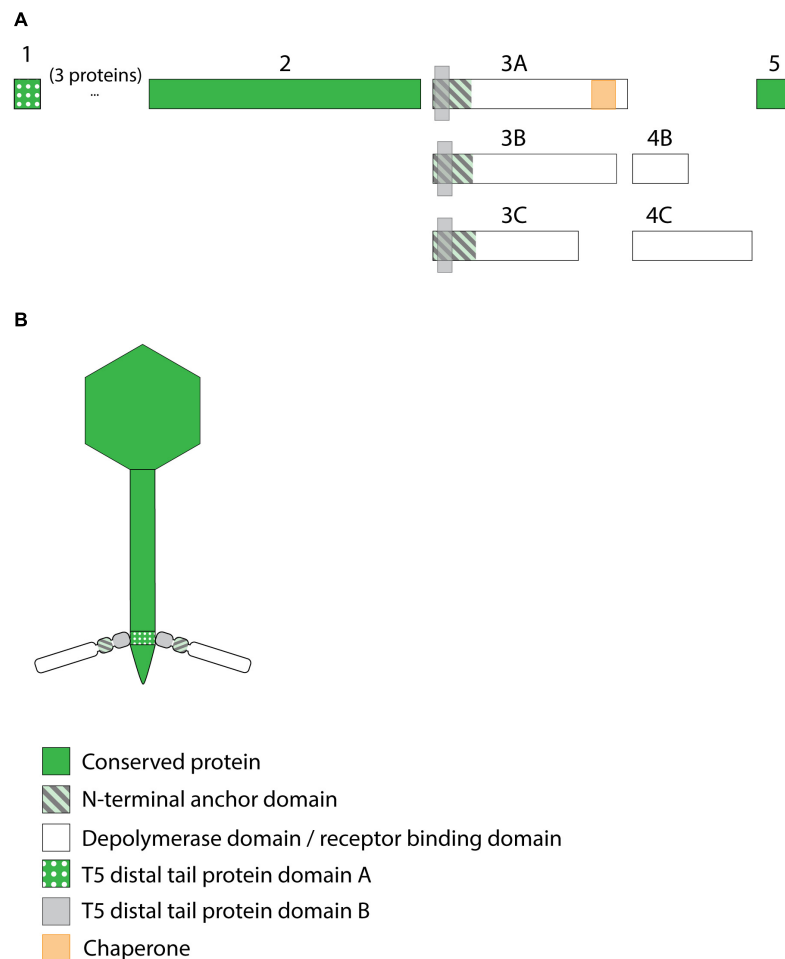 A
1
(3 proteins)
...
2
3A
5
3B
4B
3C
4C
B
Conserved protein
N-terminal anchor domain
Depolymerase domain / receptor binding domain
T5 distal tail protein domain A
T5 distal tail protein domain B
Chaperone